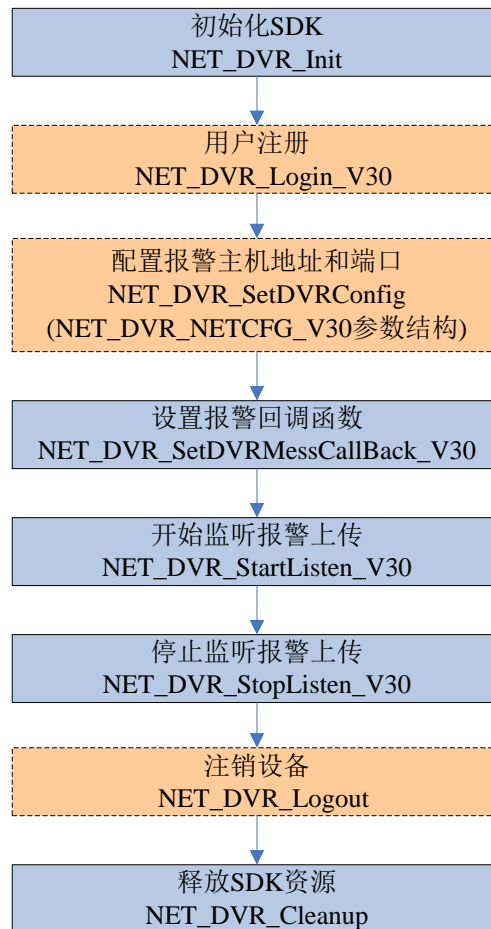 初始化SDK
NET_DVR_Init
用户注册
NET_DVR_Login_V30
配置报警主机地址和端口
NET_DVR_SetDVRConfig
(NET_DVR_NETCFG_V30参数结构)
设置报警回调函数
NET_DVR_SetDVRMessCallBack_V30
开始监听报警上传
NET_DVR_StartListen_V30
停止监听报警上传
NET_DVR_StopListen_V30
注销设备
NET_DVR_Logout
释放SDK资源
NET_DVR_Cleanup